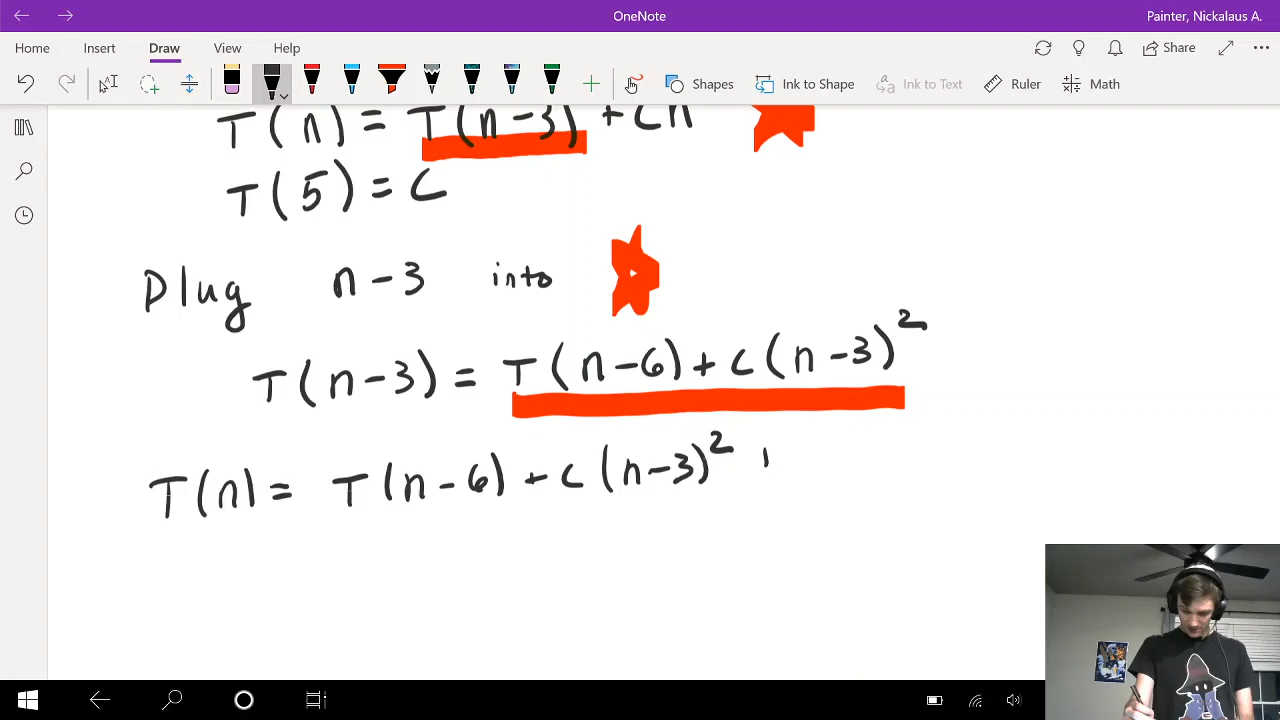 OneNote
Painter, Nickalaus A.
Home Insert Draw View Help Share
Shapes Ink to Shape Ink to Text Ruler Math
T(n) = T(n-3) + cn
T(5) = C
Plug n-3 into
T(n-3) = T(n-6) + c(n-3)²
T(n) = T(n-6) + c(n-3)²